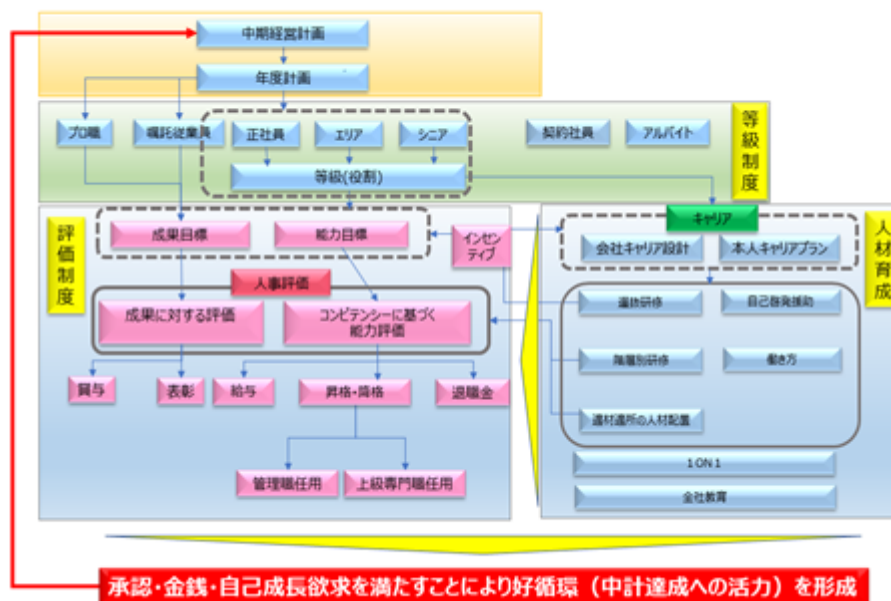 中期経営計画
年度計画
プロ職
嘱託従業員
正社員
エリア
シニア
契約社員
アルバイト
等級制度
等級(役割)
評価制度
成果目標
能力目標
インセン
ティブ
キャリア
会社キャリア設計
本人キャリアプラン
人材育成
人事評価
成果に対する評価
コンピテンシーに基づく
能力評価
選抜研修
自己啓発援助
階層別研修
働き方
適材適所の人材配置
賞与
表彰
給与
昇格・降格
退職金
管理職任用
上級専門職任用
1ON1
全社教育
承認・金銭・自己成長欲求を満たすことにより好循環（中計達成への活力）を形成